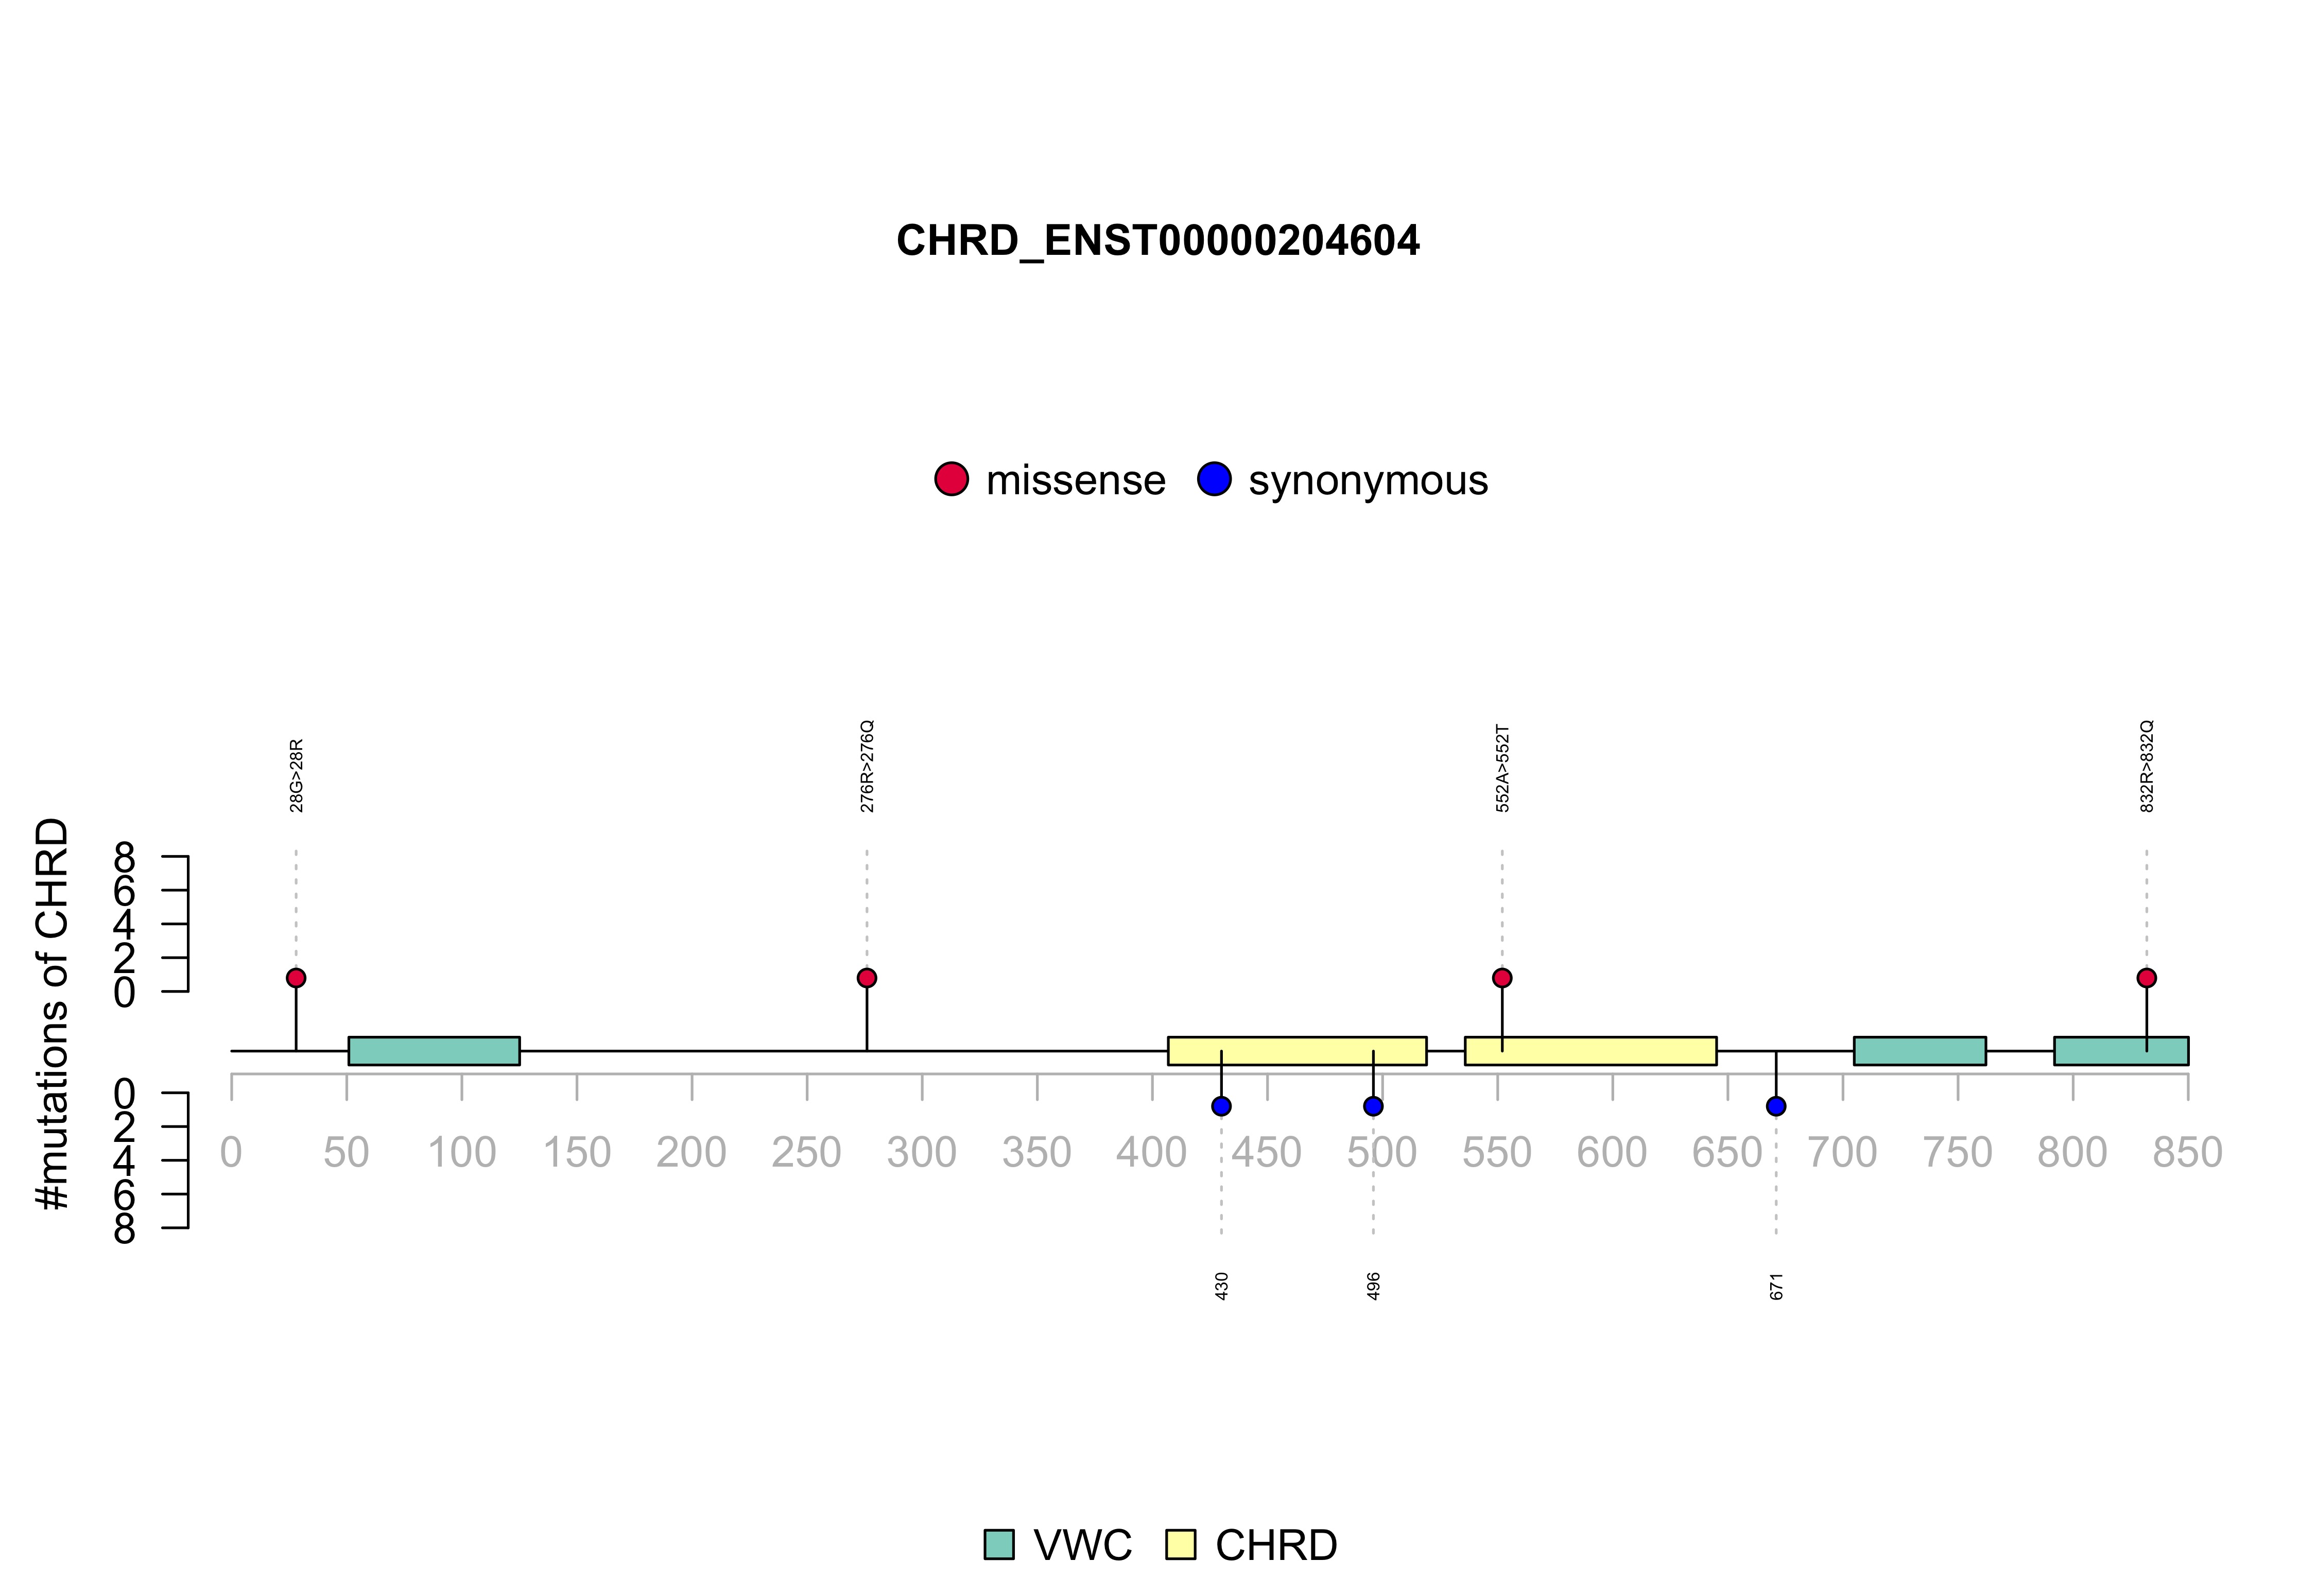 CHRD_ENST00000204604
missense synonymous
28G>28R
276R>276Q
552A>552T
832R>832Q
#mutations of CHRD
8
6
4
2
0
0
2
4
6
8
0 50 100 150 200 250 300 350 400 450 500 550 600 650 700 750 800 850
430
496
671
VWC CHRD